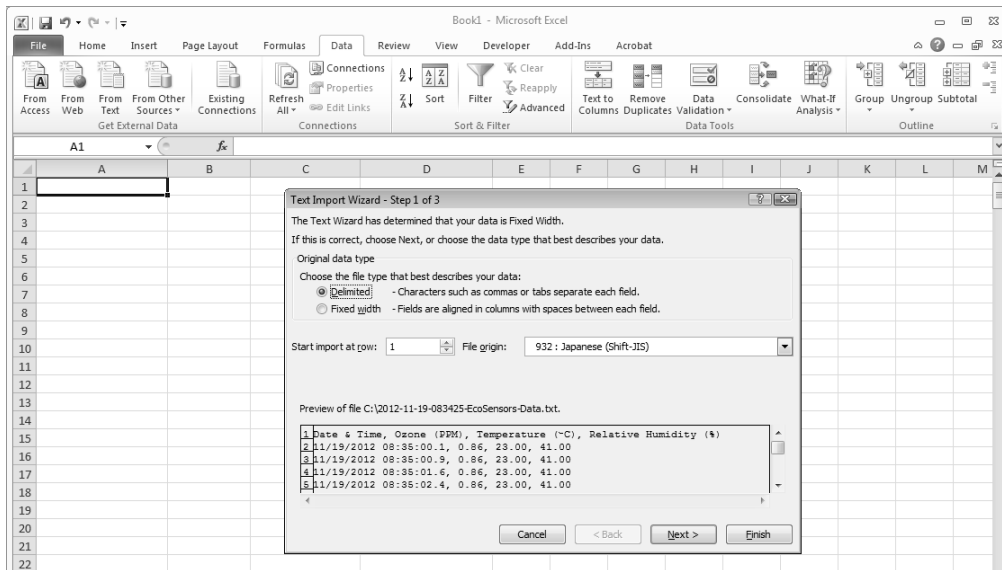 Book1 - Microsoft Excel
File Home Insert Page Layout Formulas Data Review View Developer Add-Ins Acrobat
From Access
From Web
From Text
From Other Sources
Existing Connections
Get External Data
Refresh All
Connections
Properties
Edit Links
Connections
Sort
Filter
Clear
Reapply
Advanced
Sort & Filter
Text to Columns
Remove Duplicates
Data Validation
Consolidate
What-If Analysis
Data Tools
Group
Ungroup
Subtotal
Outline
A1 fx
A B C D E F G H I J K L M
1
2
3
4
5
6
7
8
9
10
11
12
13
14
15
16
17
18
19
20
21
22
Text Import Wizard - Step 1 of 3
The Text Wizard has determined that your data is Fixed Width.
If this is correct, choose Next, or choose the data type that best describes your data.
Original data type
Choose the file type that best describes your data:
Delimited - Characters such as commas or tabs separate each field.
Fixed width - Fields are aligned in columns with spaces between each field.
Start import at row: 1 File origin: 932 : Japanese (Shift-JIS)
Preview of file C:\2012-11-19-083425-EcoSensors-Data.txt.
1 Date & Time, Ozone (PPM), Temperature (~C), Relative Humidity (%)
2 11/19/2012 08:35:00.1, 0.86, 23.00, 41.00
3 11/19/2012 08:35:00.9, 0.86, 23.00, 41.00
4 11/19/2012 08:35:01.6, 0.86, 23.00, 41.00
5 11/19/2012 08:35:02.4, 0.86, 23.00, 41.00
Cancel < Back Next > Finish